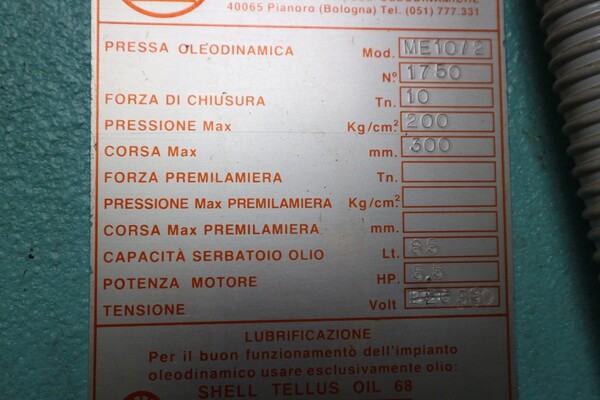 40065 Pianoro (Bologna) Tel. (051) 777.331
PRESSA OLEODINAMICA Mod. ME10/2
N° 1750
FORZA DI CHIUSURA Tn. 10
PRESSIONE Max Kg/cm² 200
CORSA Max mm. 300
FORZA PREMILAMIERA Tn.
PRESSIONE Max PREMILAMIERA Kg/cm²
CORSA Max PREMILAMIERA mm.
CAPACITÀ SERBATOIO OLIO Lt.
POTENZA MOTORE HP. 5,5
TENSIONE Volt
LUBRIFICAZIONE
Per il buon funzionamento dell'impianto
oleodinamico usare esclusivamente olio:
SHELL TELLUS OIL 68